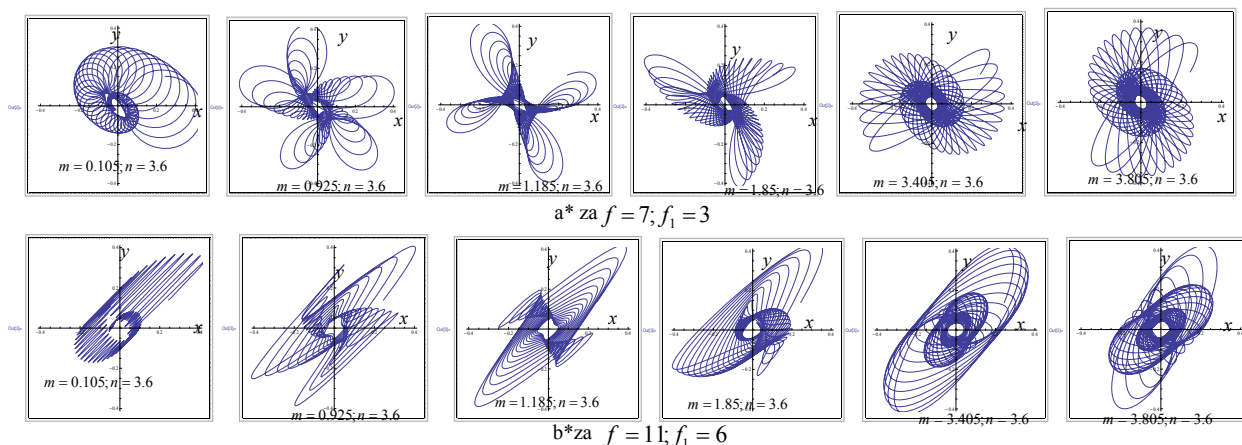 y y y y y y
x x x x x x
m = 0.105; n = 3.6 m = 0.925; n = 3.6 m = 1.185; n = 3.6 m = 1.85; n = 3.6 m = 3.405; n = 3.6 m = 3.805; n = 3.6
a* za f = 7; f₁ = 3
y y y y y y
x x x x x x
m = 0.105; n = 3.6 m = 0.925; n = 3.6 m = 1.185; n = 3.6 m = 1.85; n = 3.6 m = 3.405; n = 3.6 m = 3.805; n = 3.6
b*za f = 11; f₁ = 6